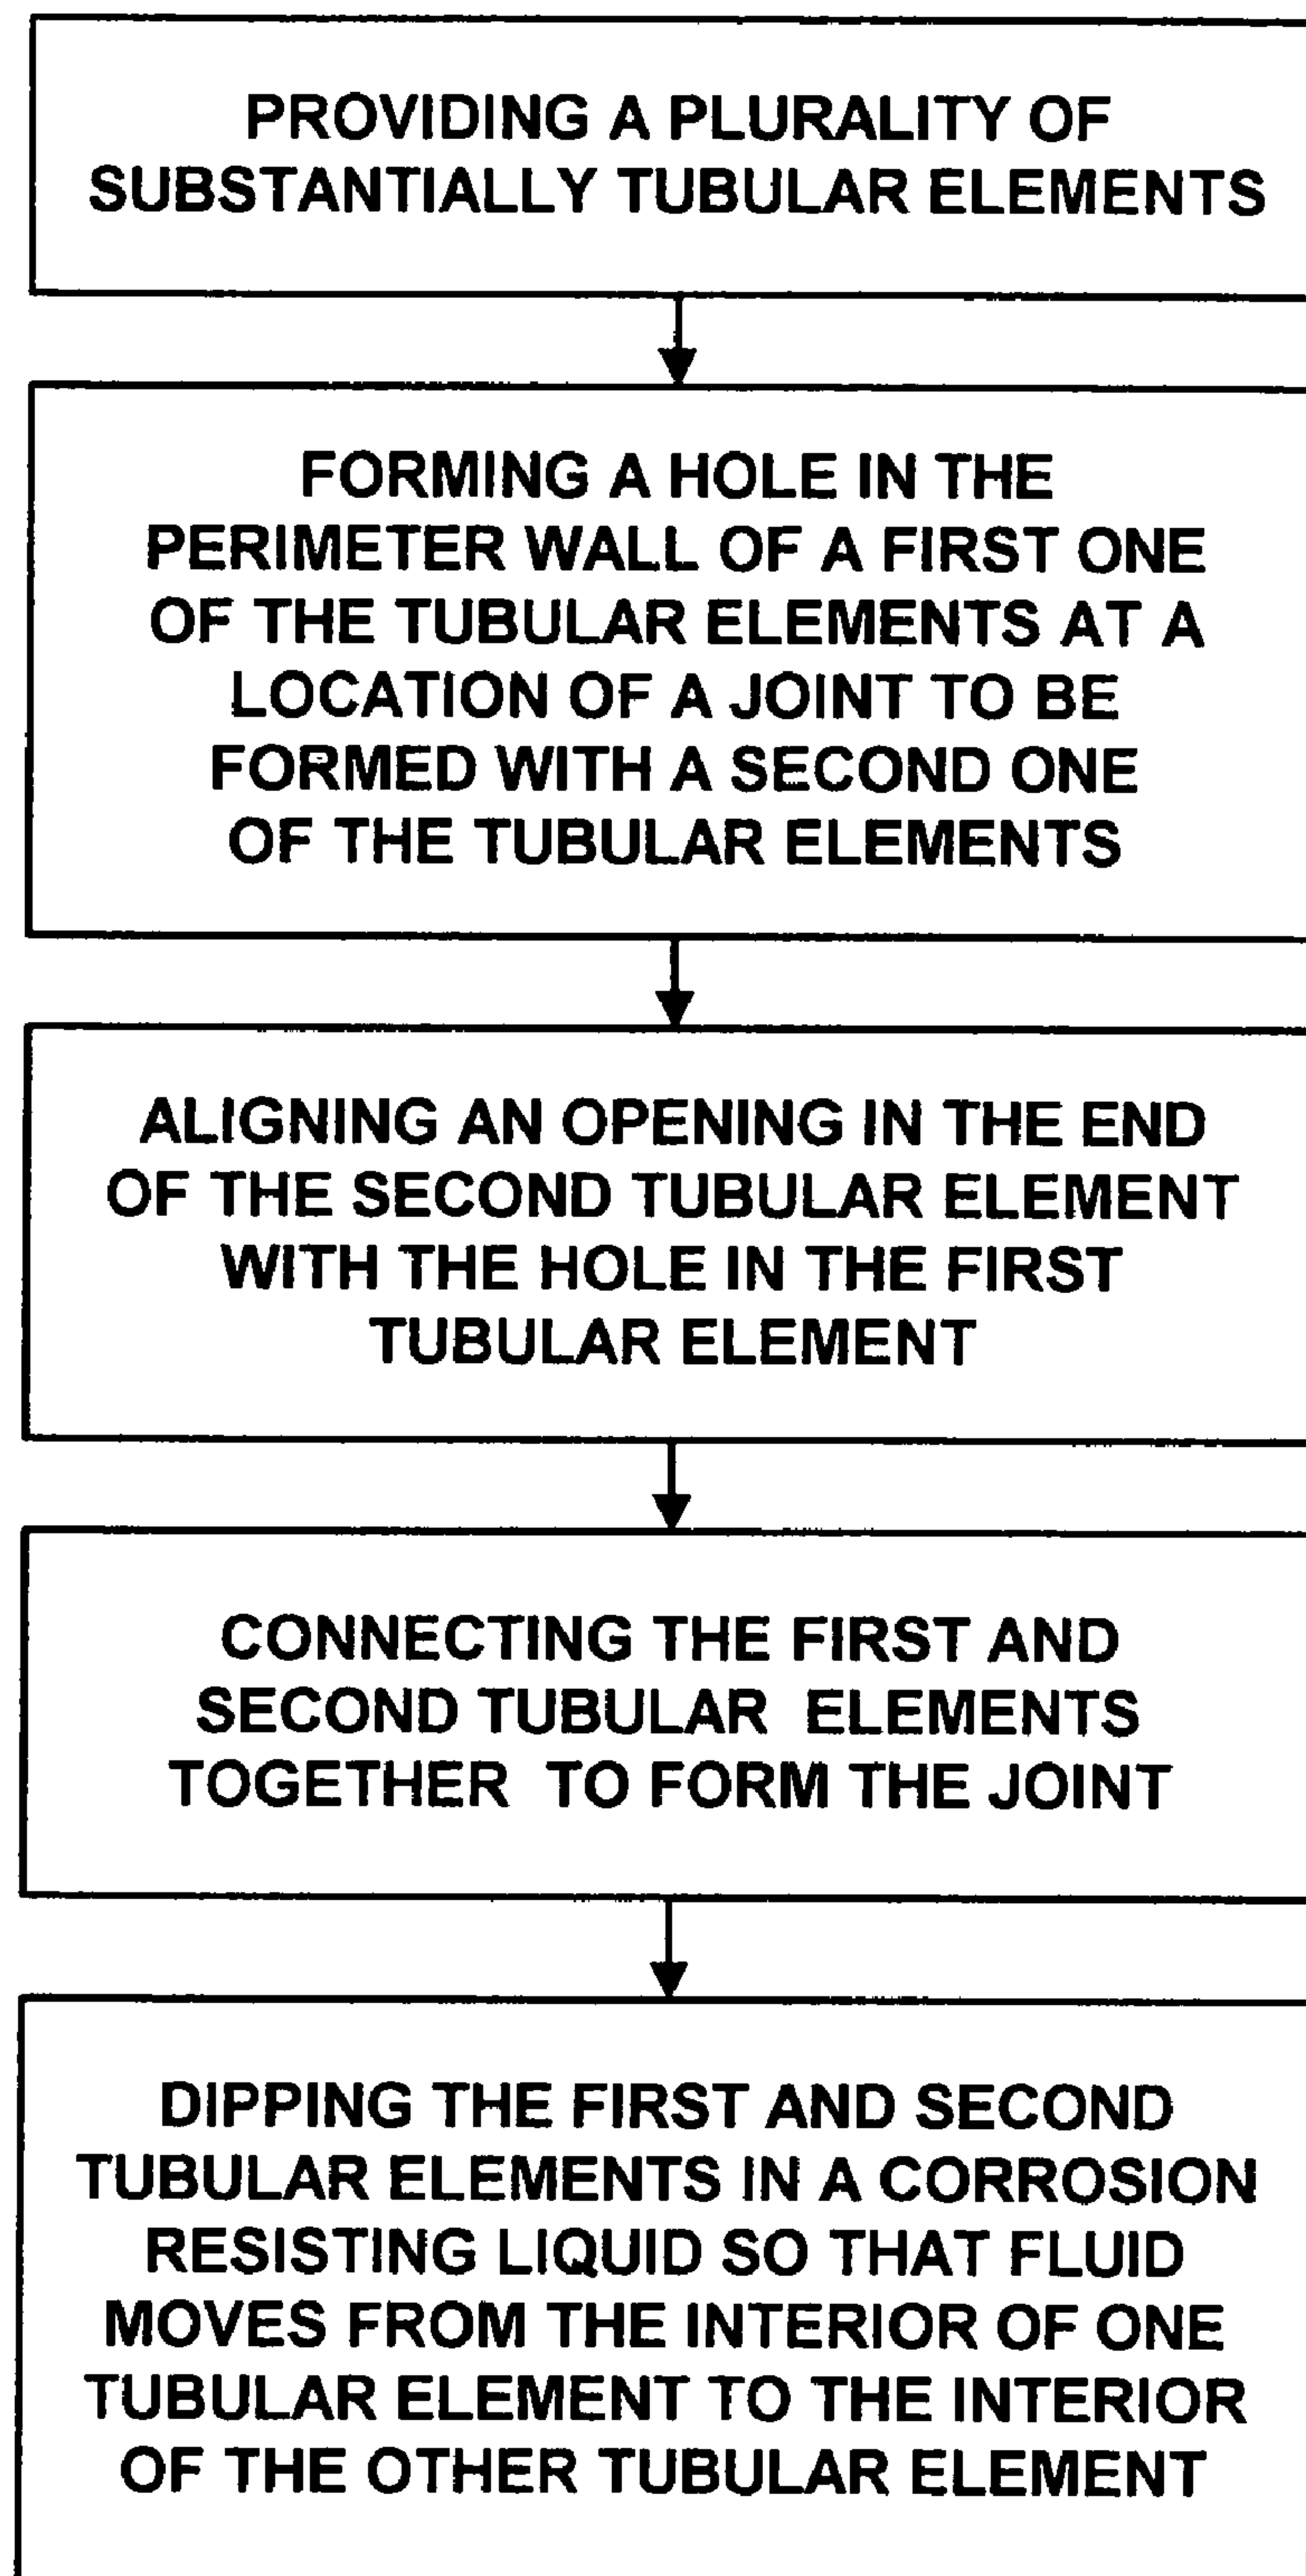 PROVIDING A PLURALITY OF
SUBSTANTIALLY TUBULAR ELEMENTS
FORMING A HOLE IN THE
PERIMETER WALL OF A FIRST ONE
OF THE TUBULAR ELEMENTS AT A
LOCATION OF A JOINT TO BE
FORMED WITH A SECOND ONE
OF THE TUBULAR ELEMENTS
ALIGNING AN OPENING IN THE END
OF THE SECOND TUBULAR ELEMENT
WITH THE HOLE IN THE FIRST
TUBULAR ELEMENT
CONNECTING THE FIRST AND
SECOND TUBULAR ELEMENTS
TOGETHER TO FORM THE JOINT
DIPPING THE FIRST AND SECOND
TUBULAR ELEMENTS IN A CORROSION
RESISTING LIQUID SO THAT FLUID
MOVES FROM THE INTERIOR OF ONE
TUBULAR ELEMENT TO THE INTERIOR
OF THE OTHER TUBULAR ELEMENT